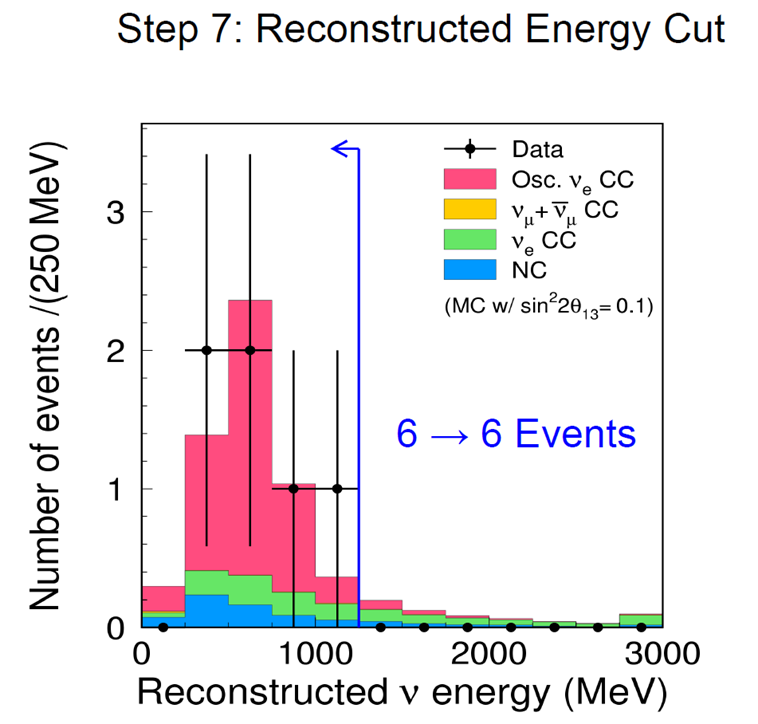 Step 7: Reconstructed Energy Cut
Number of events /(250 MeV)
3
2
1
0
Data
Osc. νe CC
νμ+ν̅μ CC
νe CC
NC
(MC w/ sin²2θ13= 0.1)
6 → 6 Events
0 1000 2000 3000
Reconstructed ν energy (MeV)